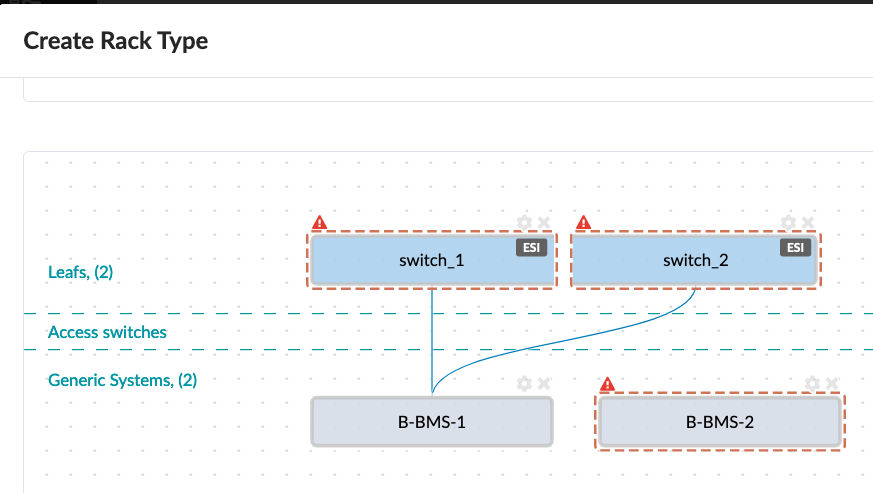 Create Rack Type
ESI
ESI
switch_1
switch_2
Leafs, (2)
Access switches
Generic Systems, (2)
B-BMS-1
B-BMS-2